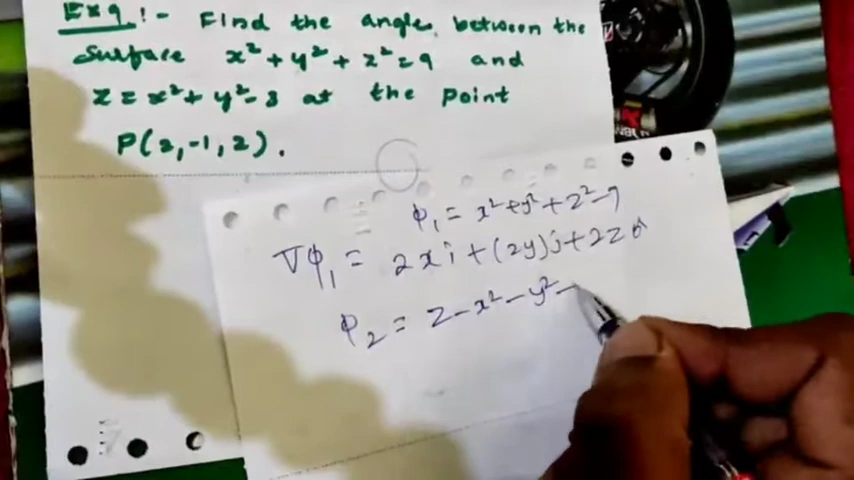 Ex 9 :- Find the angle between the
Surface x² + y² + z² = 9 and
z = x² + y² - 3 at the point
P(2, -1, 2).
φ₁ = x² + y² + z² - 9
∇φ₁ = 2xi + (2y)j + 2z
φ₂ = z - x² - y² -